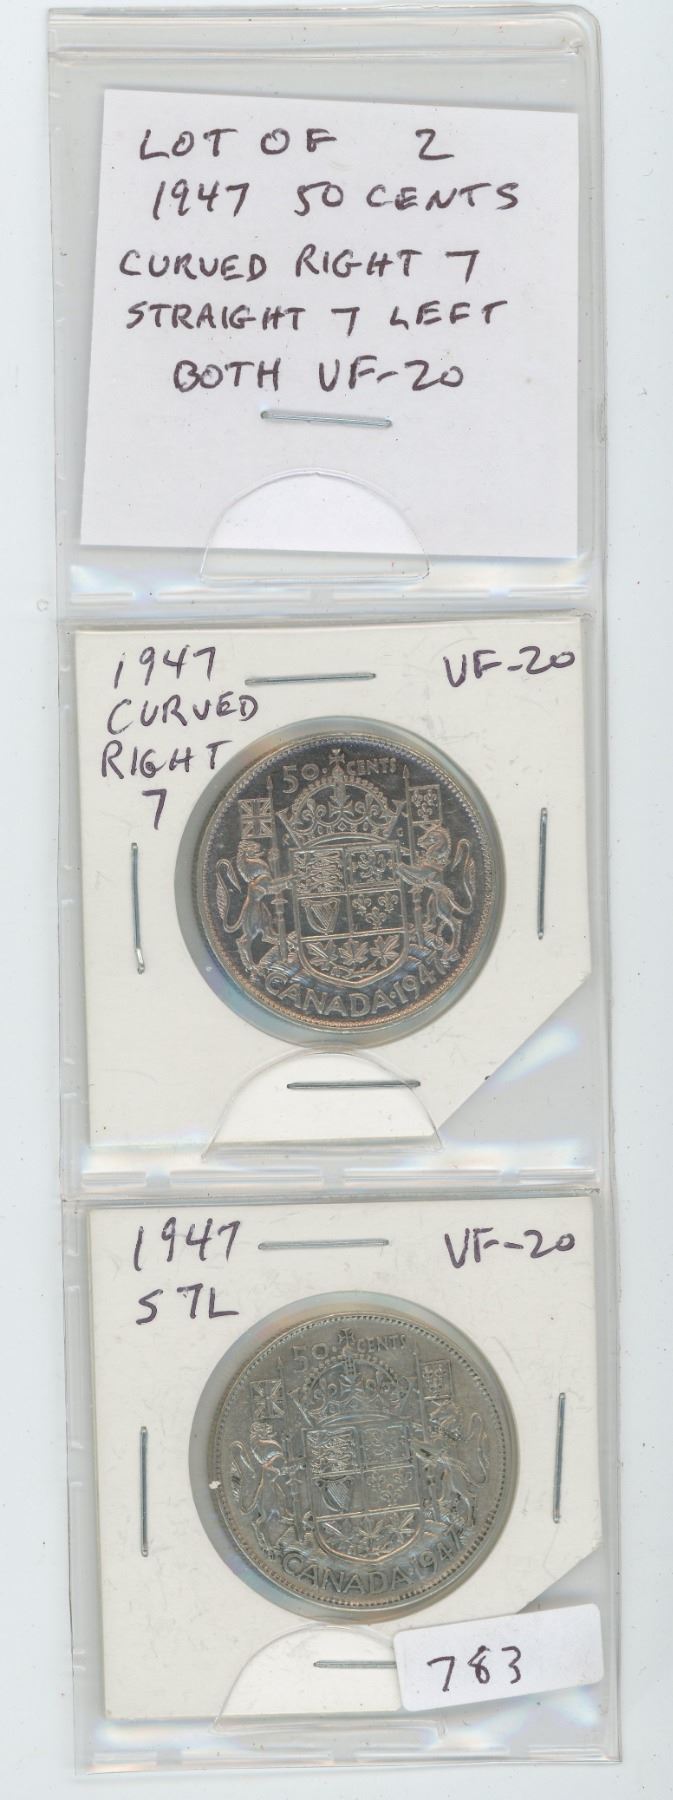 LOT OF 2
1947 50 CENTS
CURVED RIGHT 7
STRAIGHT 7 LEFT
BOTH VF-20
1947
CURVED
RIGHT
7
VF-20
50 · CENTS
CANADA · 1947
1947
S 7L
VF-20
50 · CENTS
CANADA · 1947
783